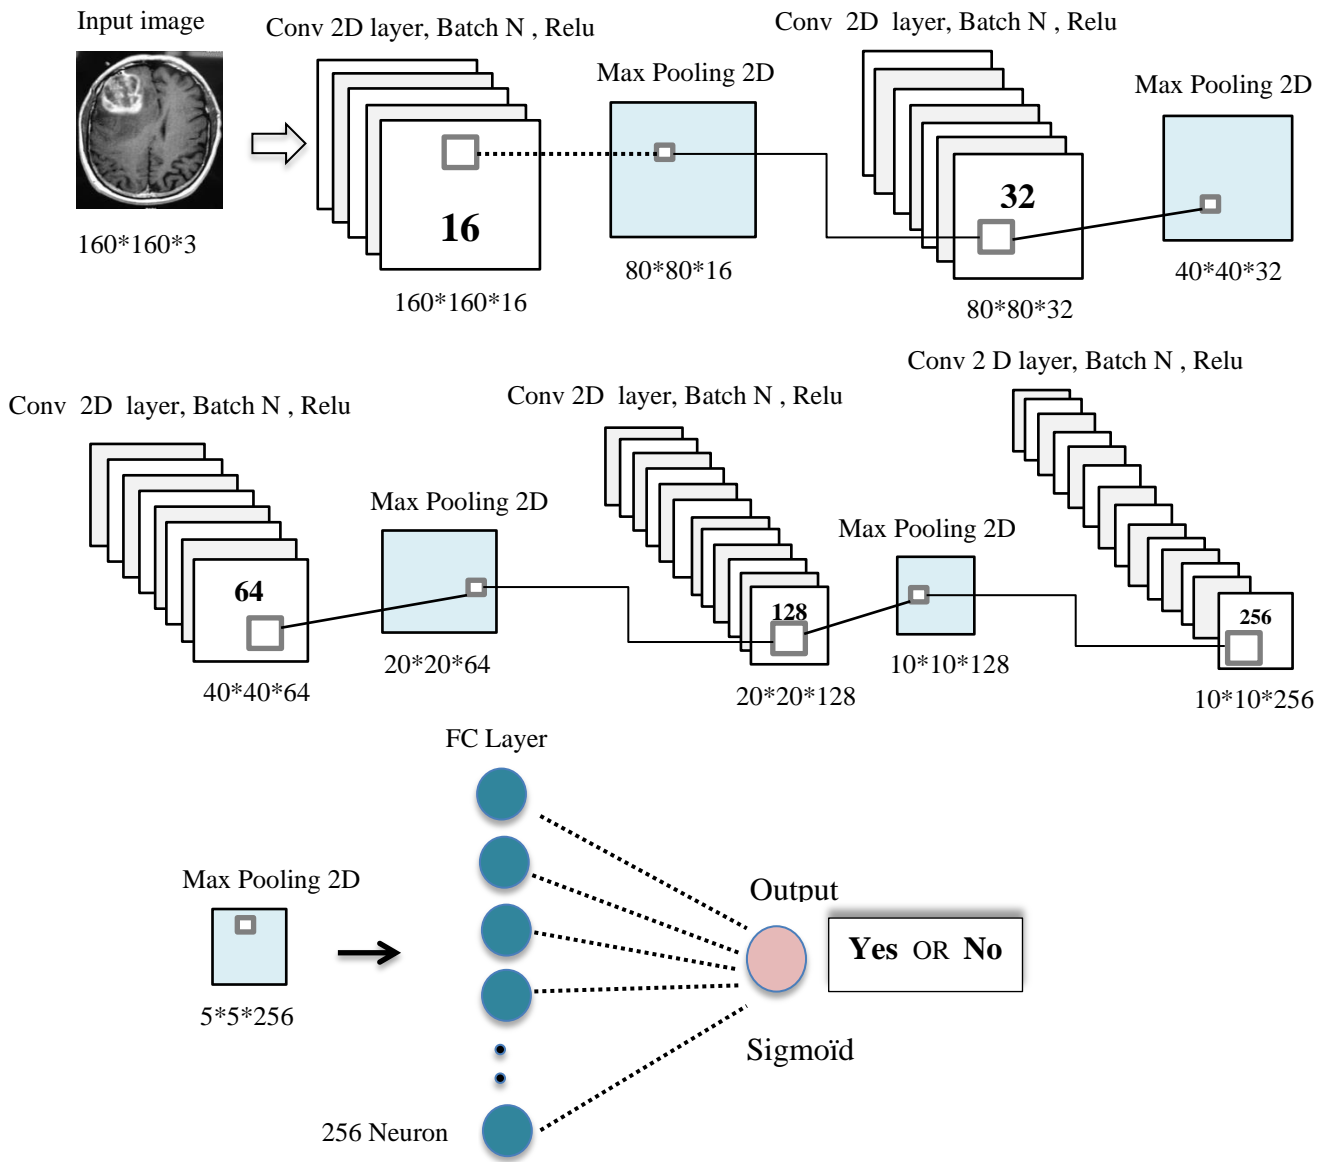 Input image
Conv 2D layer, Batch N , Relu
Max Pooling 2D
Conv 2D layer, Batch N , Relu
Max Pooling 2D
16
32
160*160*3
160*160*16
80*80*16
80*80*32
40*40*32
Conv 2D layer, Batch N , Relu
Max Pooling 2D
Conv 2D layer, Batch N , Relu
Max Pooling 2D
Conv 2 D layer, Batch N , Relu
64
128
256
40*40*64
20*20*64
20*20*128
10*10*128
10*10*256
FC Layer
Max Pooling 2D
5*5*256
256 Neuron
Output
Yes OR No
Sigmoïd